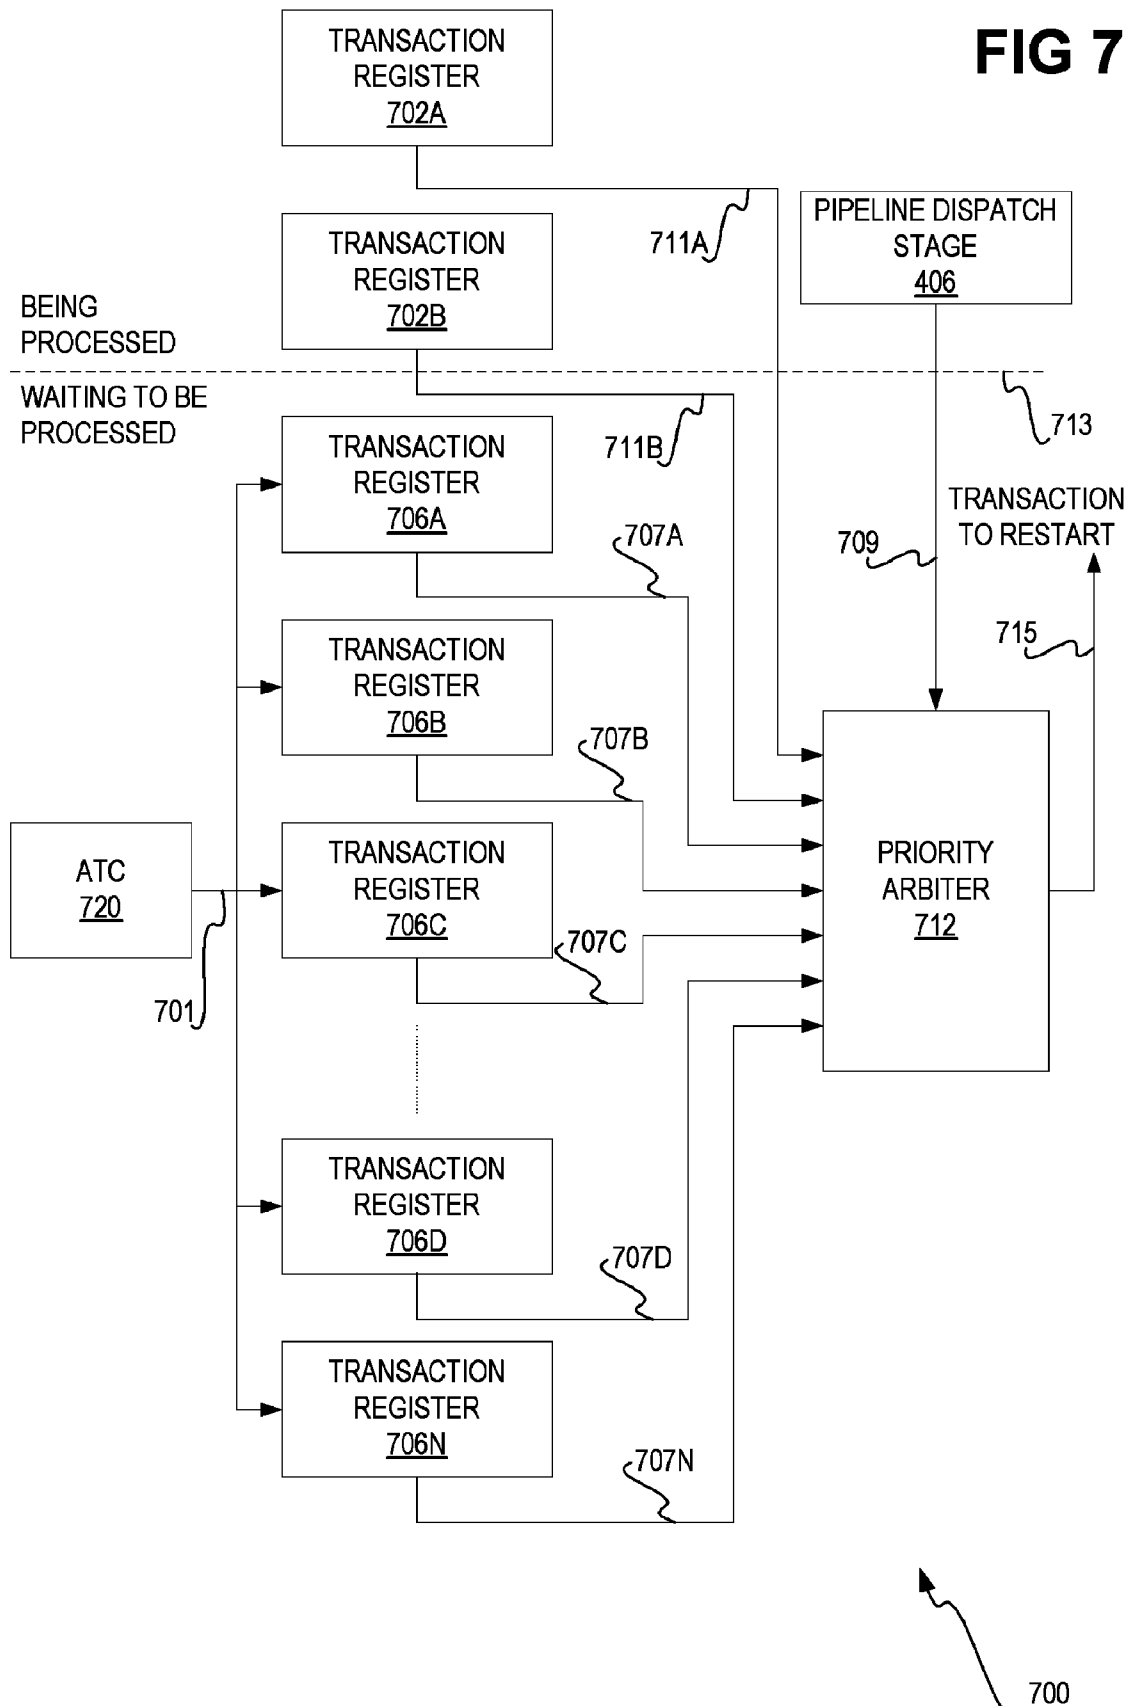 FIG 7
TRANSACTION
REGISTER
702A
711A
PIPELINE DISPATCH
STAGE
406
TRANSACTION
REGISTER
702B
BEING
PROCESSED
WAITING TO BE
PROCESSED
713
711B
TRANSACTION
REGISTER
706A
707A
709
TRANSACTION
TO RESTART
715
TRANSACTION
REGISTER
706B
707B
ATC
720
701
TRANSACTION
REGISTER
706C
707C
PRIORITY
ARBITER
712
TRANSACTION
REGISTER
706D
707D
TRANSACTION
REGISTER
706N
707N
700